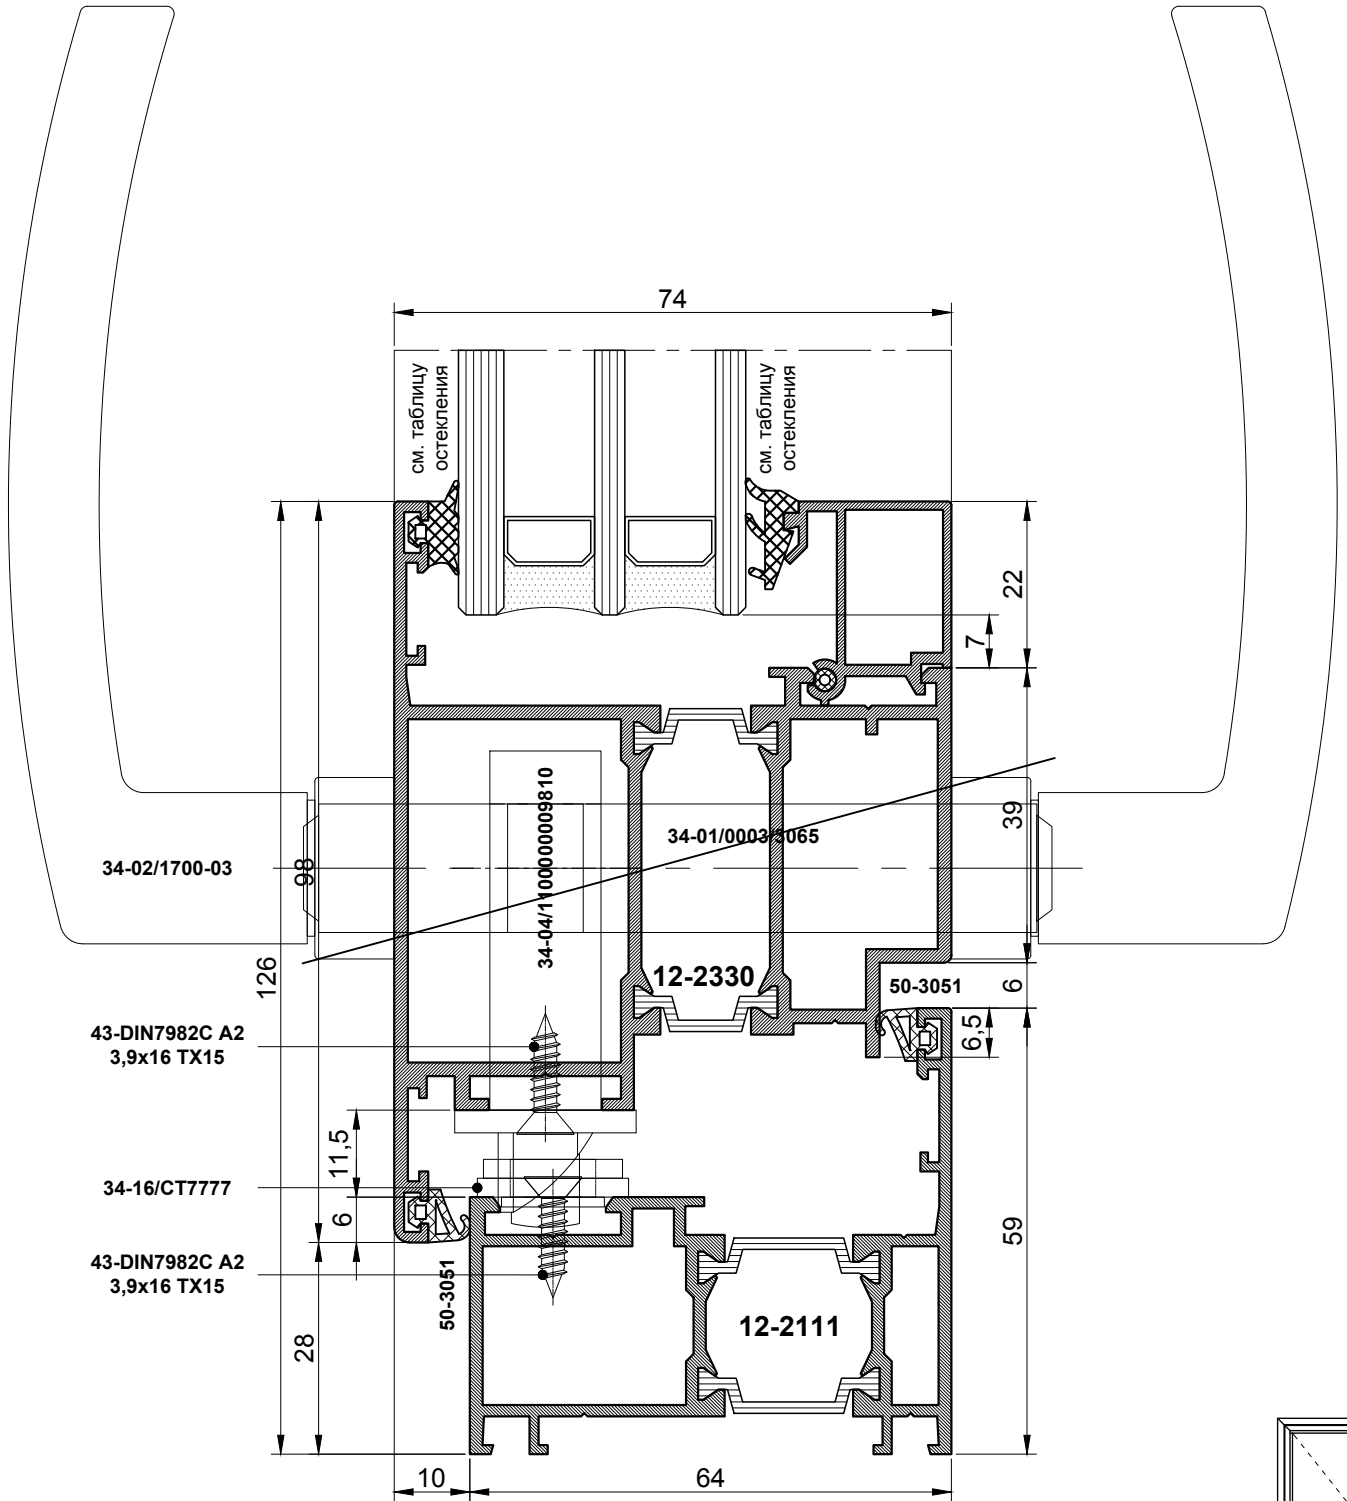 74
см. таблицу
остекления
см. таблицу
остекления
22
7
34-04/1100000009810
34-01/0003/3065
39
34-02/1700-03
98
126
12-2330
50-3051
6
6,5
43-DIN7982C A2
3,9x16 TX15
11,5
34-16/CT7777
6
59
43-DIN7982C A2
3,9x16 TX15
50-3051
12-2111
28
10
64